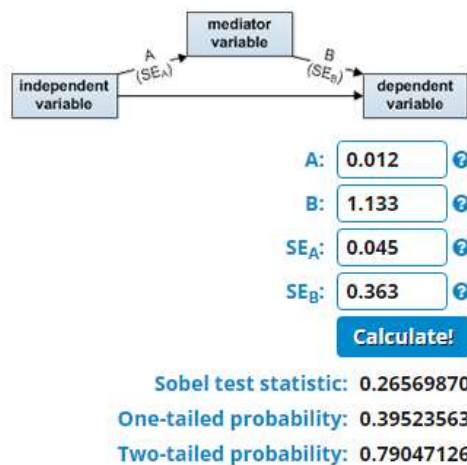 mediator
variable
A
(SEA)
B
(SEB)
independent
variable
dependent
variable
A: 0.012 ?
B: 1.133 ?
SEA: 0.045 ?
SEB: 0.363 ?
Calculate!
Sobel test statistic: 0.26569870
One-tailed probability: 0.39523563
Two-tailed probability: 0.79047126